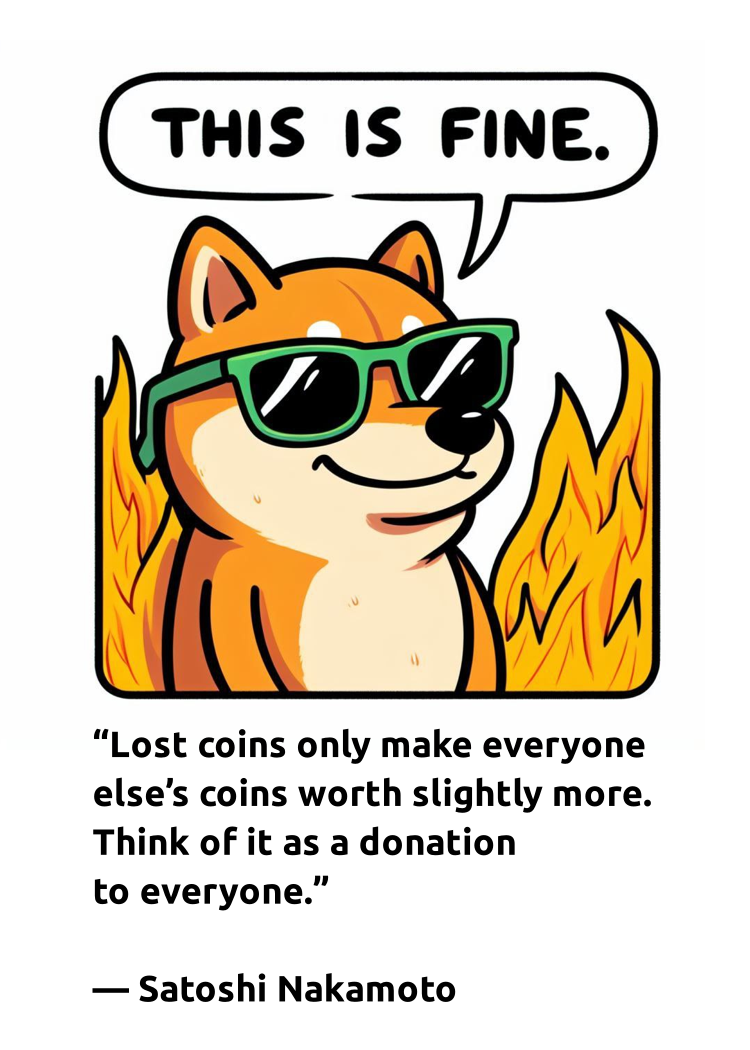 THIS IS FINE.
“Lost coins only make everyone
else’s coins worth slightly more.
Think of it as a donation
to everyone.”
— Satoshi Nakamoto